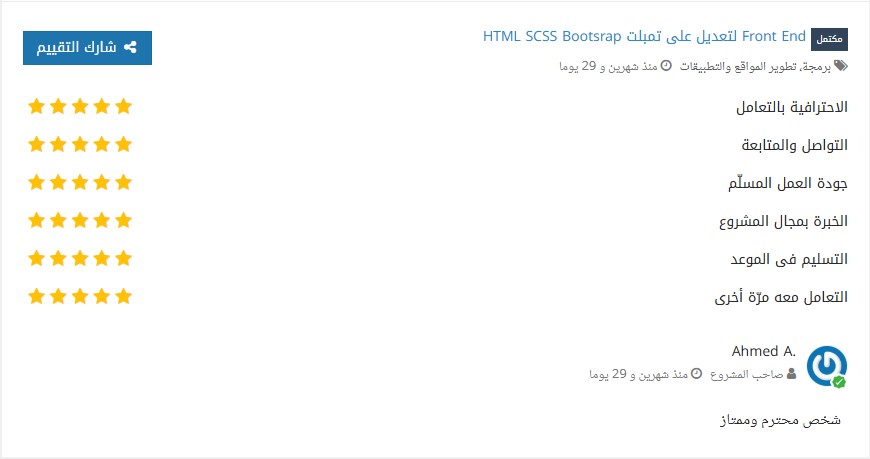 مكتمل Front End لتعديل على تمبلت HTML SCSS Bootsrap
شارك التقييم
برمجة، تطوير المواقع والتطبيقات منذ شهرين و 29 يوما
الاحترافية بالتعامل
التواصل والمتابعة
جودة العمل المسلّم
الخبرة بمجال المشروع
التسليم فى الموعد
التعامل معه مرّة أخرى
Ahmed A.
صاحب المشروع منذ شهرين و 29 يوما
شخص محترم وممتاز